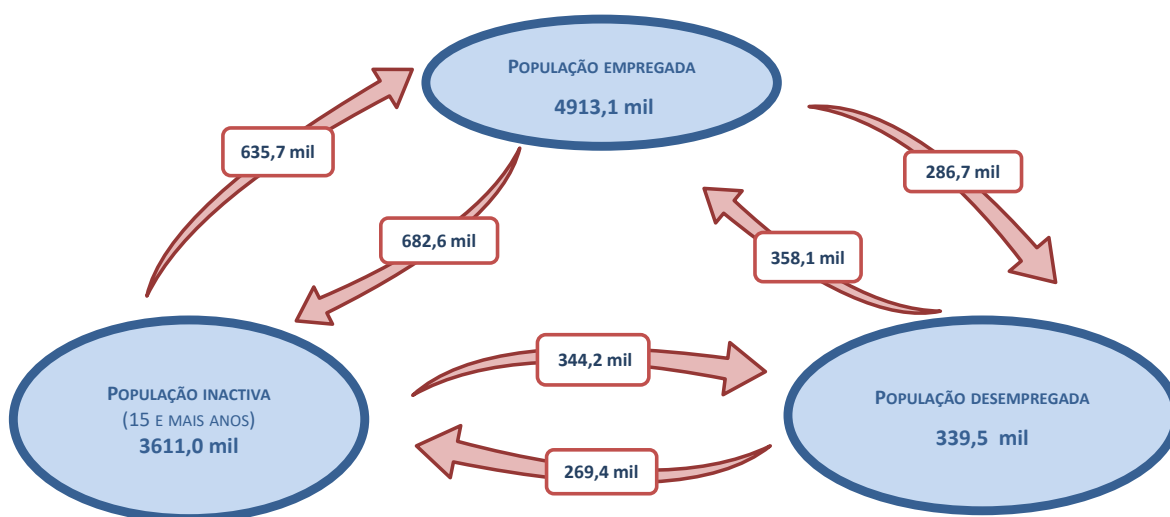 POPULAÇÃO EMPREGADA
4913,1 mil
635,7 mil
286,7 mil
682,6 mil
358,1 mil
344,2 mil
POPULAÇÃO INACTIVA
(15 E MAIS ANOS)
3611,0 mil
POPULAÇÃO DESEMPREGADA
339,5 mil
269,4 mil